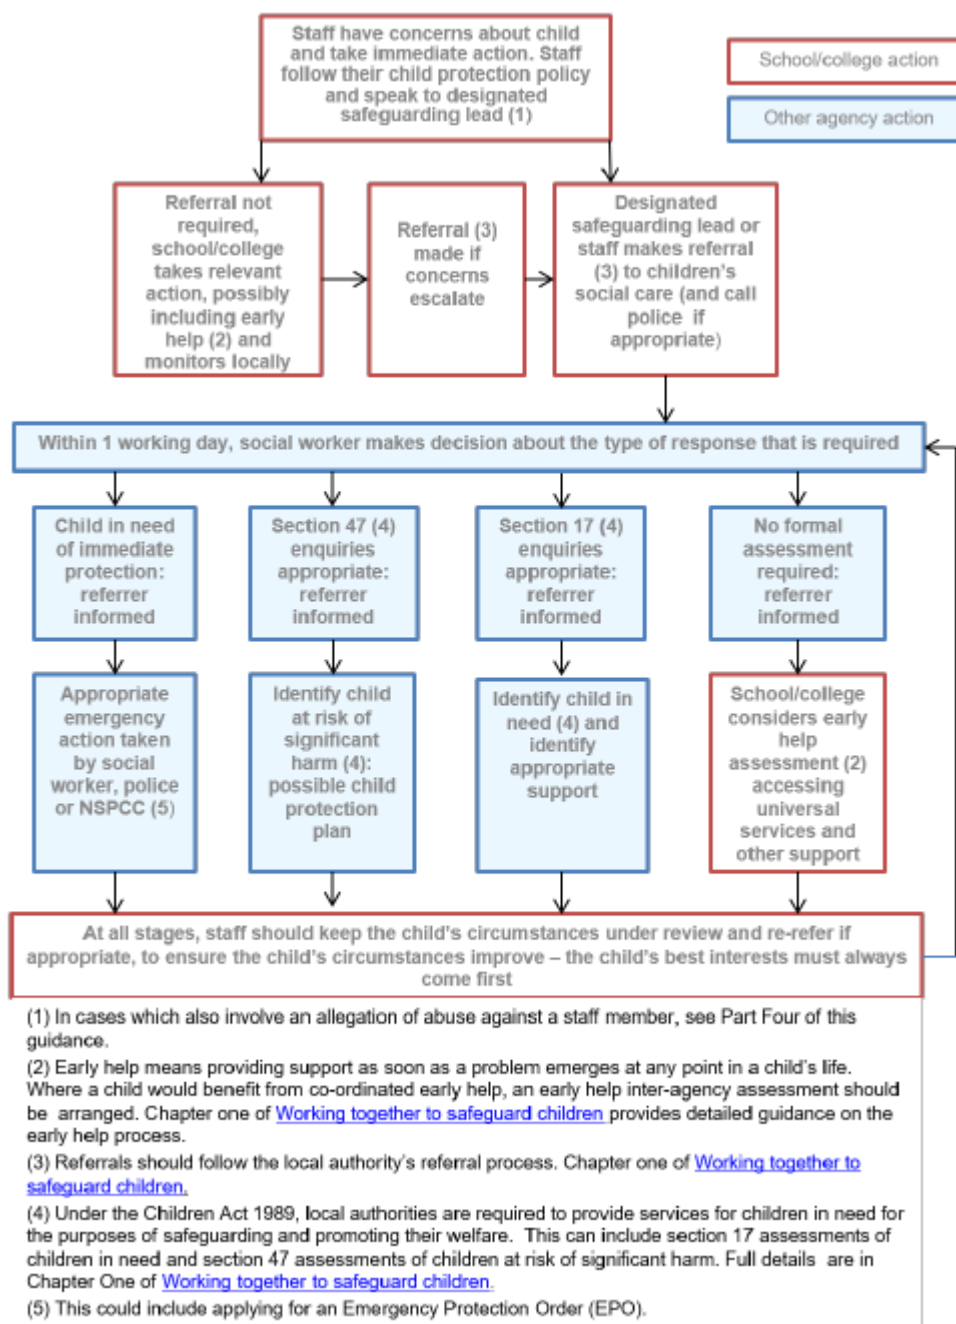 Staff have concerns about child
and take immediate action. Staff
follow their child protection policy
and speak to designated
safeguarding lead (1)
School/college action
Other agency action
Referral not
required,
school/college
takes relevant
action, possibly
including early
help (2) and
monitors locally
Referral (3)
made if
concerns
escalate
Designated
safeguarding lead or
staff makes referral
(3) to children's
social care (and call
police if
appropriate)
Within 1 working day, social worker makes decision about the type of response that is required
Child in need
of immediate
protection:
referrer
informed
Section 47 (4)
enquiries
appropriate:
referrer
informed
Section 17 (4)
enquiries
appropriate:
referrer
informed
No formal
assessment
required:
referrer
informed
Appropriate
emergency
action taken
by social
worker, police
or NSPCC (5)
Identify child
at risk of
significant
harm (4):
possible child
protection
plan
Identify child in
need (4) and
identify
appropriate
support
School/college
considers early
help
assessment (2)
accessing
universal
services and
other support
At all stages, staff should keep the child's circumstances under review and re-refer if
appropriate, to ensure the child's circumstances improve – the child's best interests must always
come first
(1) In cases which also involve an allegation of abuse against a staff member, see Part Four of this
guidance.
(2) Early help means providing support as soon as a problem emerges at any point in a child's life.
Where a child would benefit from co-ordinated early help, an early help inter-agency assessment should
be arranged. Chapter one of Working together to safeguard children provides detailed guidance on the
early help process.
(3) Referrals should follow the local authority's referral process. Chapter one of Working together to
safeguard children.
(4) Under the Children Act 1989, local authorities are required to provide services for children in need for
the purposes of safeguarding and promoting their welfare. This can include section 17 assessments of
children in need and section 47 assessments of children at risk of significant harm. Full details are in
Chapter One of Working together to safeguard children.
(5) This could include applying for an Emergency Protection Order (EPO).